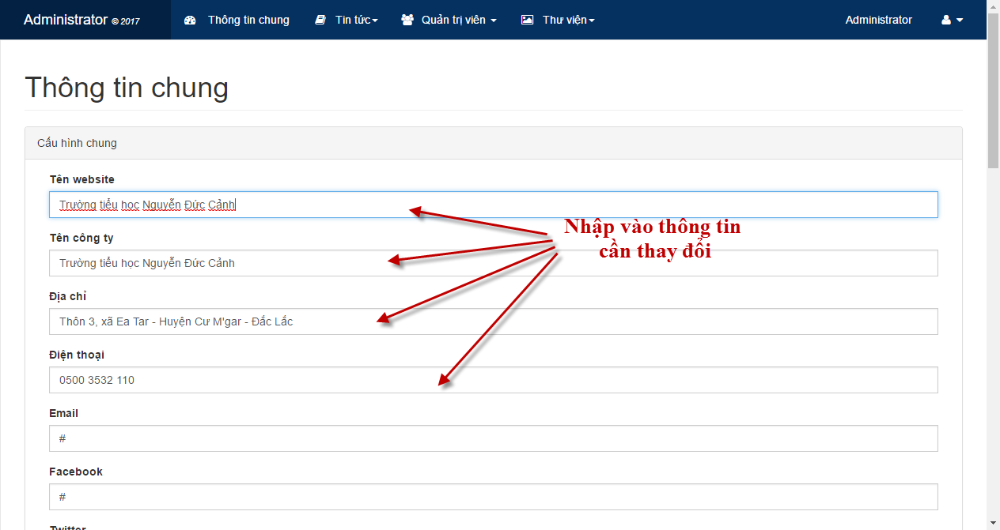 Administrator © 2017 Thông tin chung Tin tức Quản trị viên Thư viện Administrator
Thông tin chung
Cấu hình chung
Tên website
Trường tiểu học Nguyễn Đức Cảnh
Nhập vào thông tin
cần thay đổi
Tên công ty
Trường tiểu học Nguyễn Đức Cảnh
Địa chỉ
Thôn 3, xã Ea Tar - Huyện Cư M'gar - Đắc Lắc
Điện thoại
0500 3532 110
Email
#
Facebook
#
Twitter